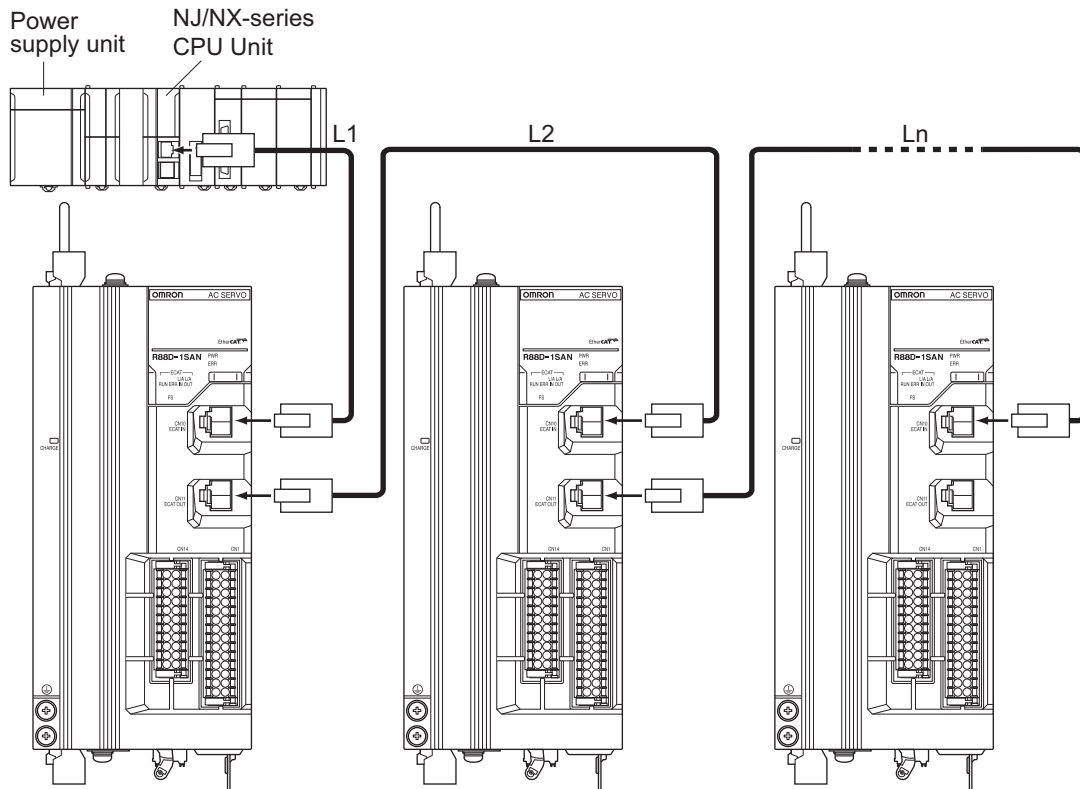 Power
supply unit
NJ/NX-series
CPU Unit
L1
L2
Ln
OMRON AC SERVO
EtherCAT
R88D-1SAN PWR
ERR
ECAT
L/A L/A
RUN ERR IN OUT
FS
CN10
ECAT IN
CHARGE
CN11
ECAT OUT
CN14 CN1
OMRON AC SERVO
EtherCAT
R88D-1SAN PWR
ERR
ECAT
L/A L/A
RUN ERR IN OUT
FS
CN10
ECAT IN
CHARGE
CN11
ECAT OUT
CN14 CN1
OMRON AC SERVO
EtherCAT
R88D-1SAN PWR
ERR
ECAT
L/A L/A
RUN ERR IN OUT
FS
CN10
ECAT IN
CHARGE
CN11
ECAT OUT
CN14 CN1